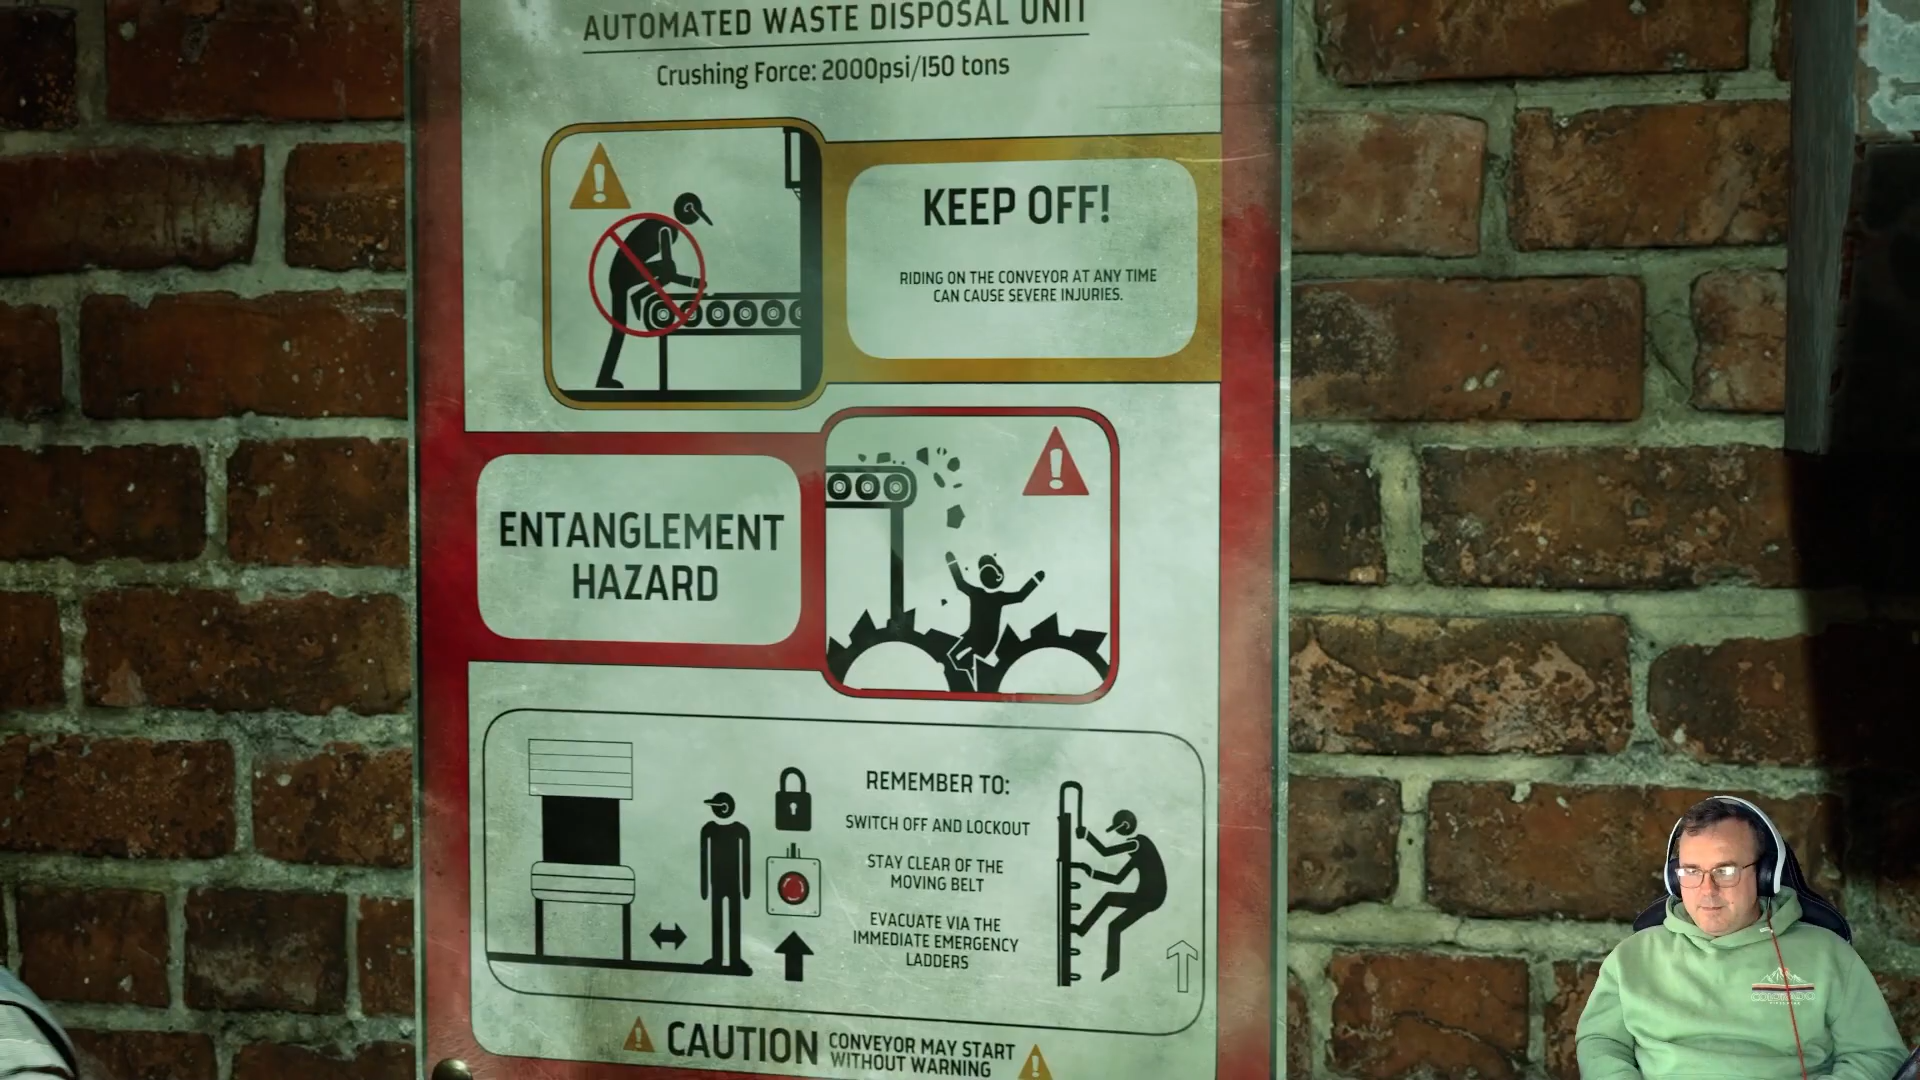 AUTOMATED WASTE DISPOSAL UNIT
Crushing Force: 2000psi/150 tons
KEEP OFF!
RIDING ON THE CONVEYOR AT ANY TIME
CAN CAUSE SEVERE INJURIES.
ENTANGLEMENT
HAZARD
REMEMBER TO:
SWITCH OFF AND LOCKOUT
STAY CLEAR OF THE
MOVING BELT
EVACUATE VIA THE
IMMEDIATE EMERGENCY
LADDERS
CAUTION
CONVEYOR MAY START
WITHOUT WARNING
COLORADO